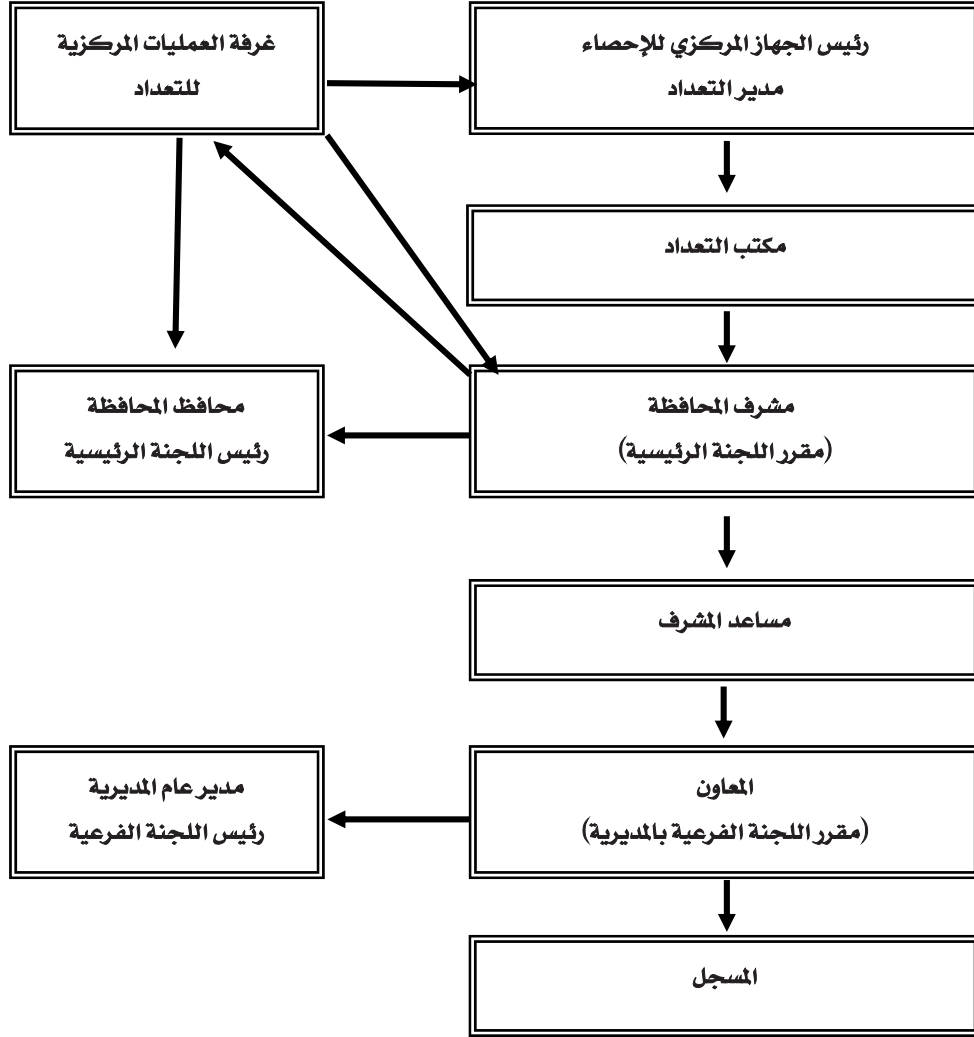 رئيس الجهاز المركزي للإحصاء
مدير التعداد
غرفة العمليات المركزية
للتعداد
مكتب التعداد
مشرف المحافظة
(مقرر اللجنة الرئيسية)
محافظ المحافظة
رئيس اللجنة الرئيسية
مساعد المشرف
المعاون
(مقرر اللجنة الفرعية بالمديرية)
مدير عام المديرية
رئيس اللجنة الفرعية
المسجل